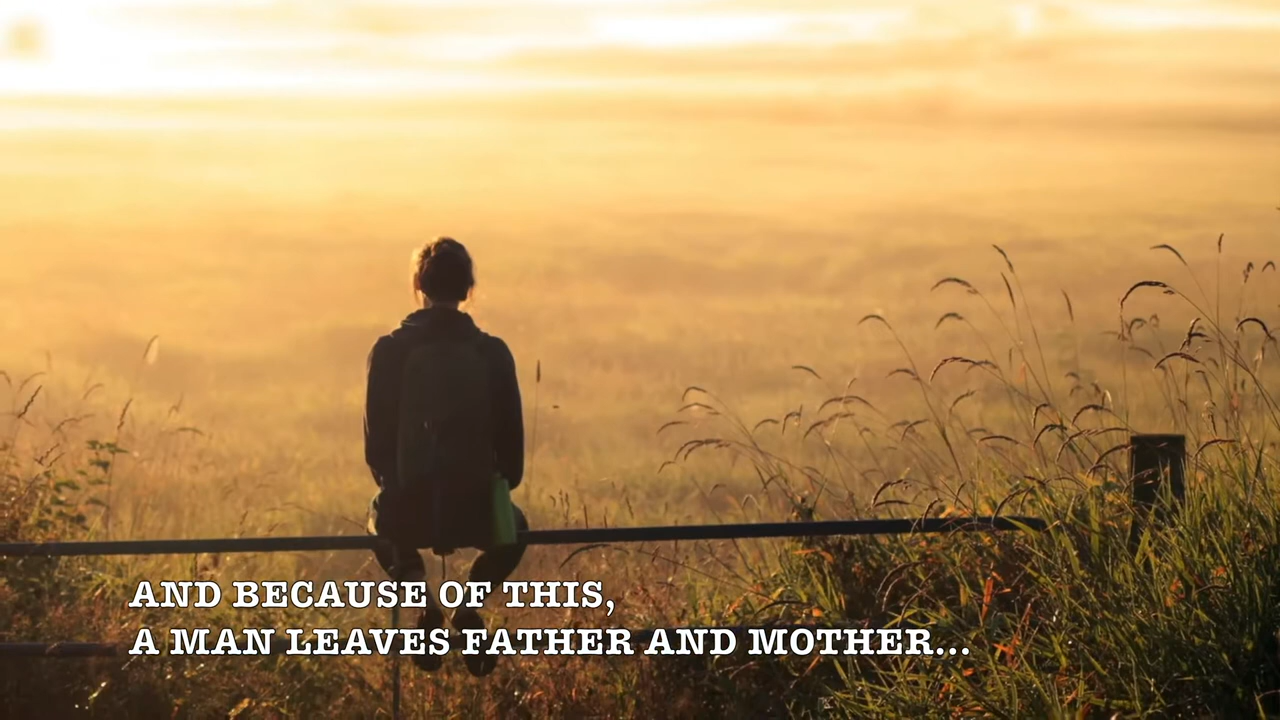 AND BECAUSE OF THIS,
A MAN LEAVES FATHER AND MOTHER...